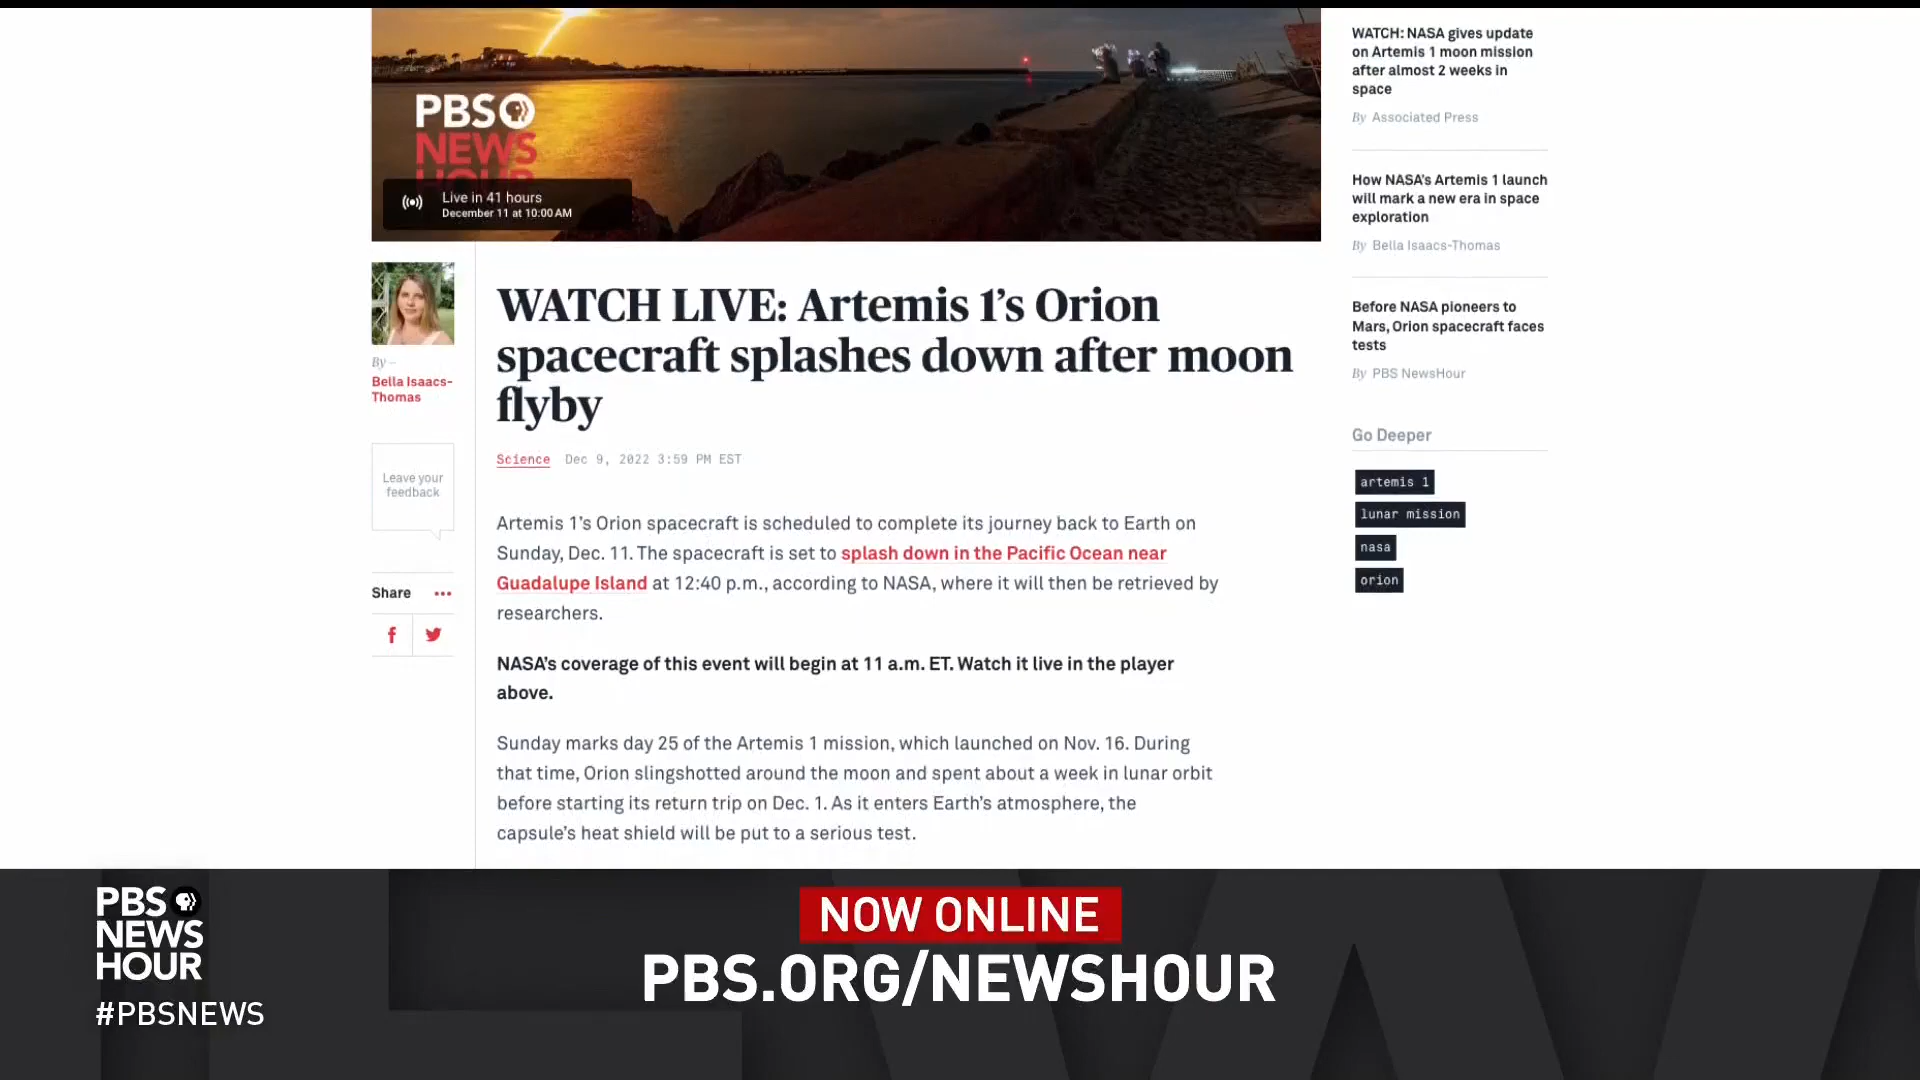 PBS
NEWS
HOUR
Live in 41 hours
December 11 at 10:00 AM
WATCH: NASA gives update
on Artemis 1 moon mission
after almost 2 weeks in
space
By Associated Press
How NASA's Artemis 1 launch
will mark a new era in space
exploration
By Bella Isaacs-Thomas
Before NASA pioneers to
Mars, Orion spacecraft faces
tests
By PBS NewsHour
Go Deeper
artemis 1
lunar mission
nasa
orion
By –
Bella Isaacs-
Thomas
Leave your
feedback
Share
WATCH LIVE: Artemis 1's Orion
spacecraft splashes down after moon
flyby
Science Dec 9, 2022 3:59 PM EST
Artemis 1's Orion spacecraft is scheduled to complete its journey back to Earth on
Sunday, Dec. 11. The spacecraft is set to splash down in the Pacific Ocean near
Guadalupe Island at 12:40 p.m., according to NASA, where it will then be retrieved by
researchers.
NASA's coverage of this event will begin at 11 a.m. ET. Watch it live in the player
above.
Sunday marks day 25 of the Artemis 1 mission, which launched on Nov. 16. During
that time, Orion slingshotted around the moon and spent about a week in lunar orbit
before starting its return trip on Dec. 1. As it enters Earth's atmosphere, the
capsule's heat shield will be put to a serious test.
PBS
NEWS
HOUR
#PBSNEWS
NOW ONLINE
PBS.ORG/NEWSHOUR